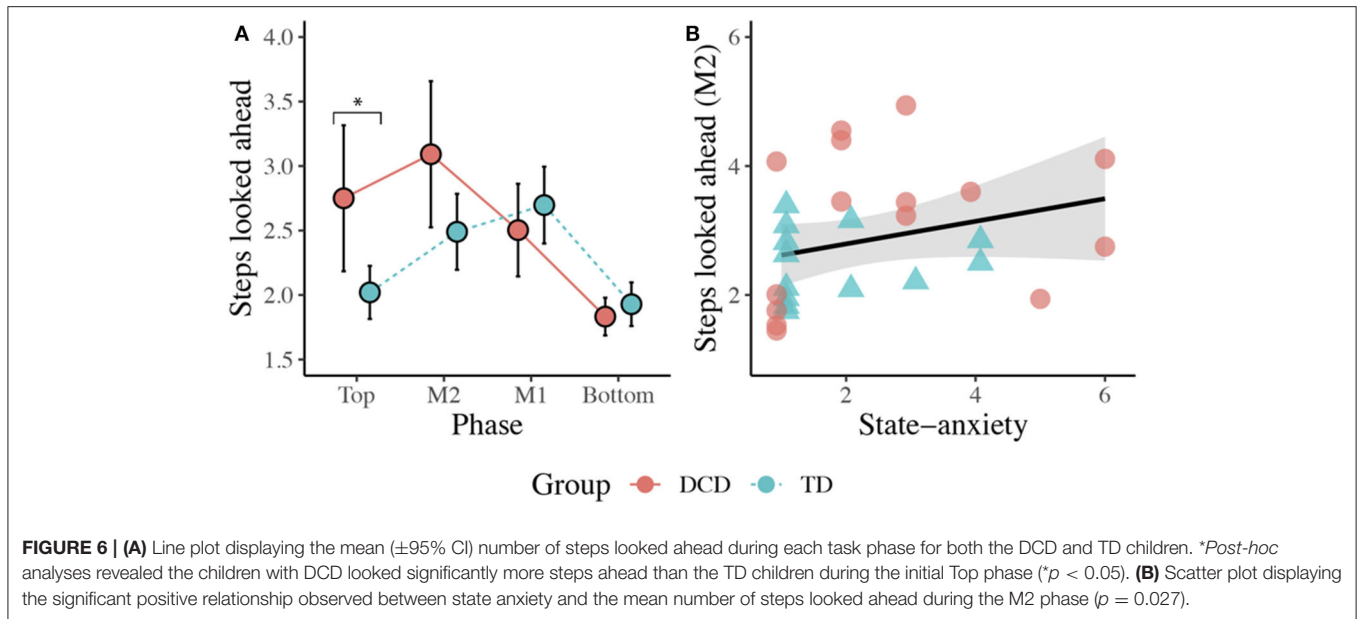 A
Steps looked ahead
4.0
3.5
3.0
2.5
2.0
1.5
*
Top M2 M1 Bottom
Phase
B
Steps looked ahead (M2)
6
4
2
2 4 6
State–anxiety
Group DCD TD
FIGURE 6 | (A) Line plot displaying the mean (±95% CI) number of steps looked ahead during each task phase for both the DCD and TD children. *Post-hoc
analyses revealed the children with DCD looked significantly more steps ahead than the TD children during the initial Top phase (*p < 0.05). (B) Scatter plot displaying
the significant positive relationship observed between state anxiety and the mean number of steps looked ahead during the M2 phase (p = 0.027).